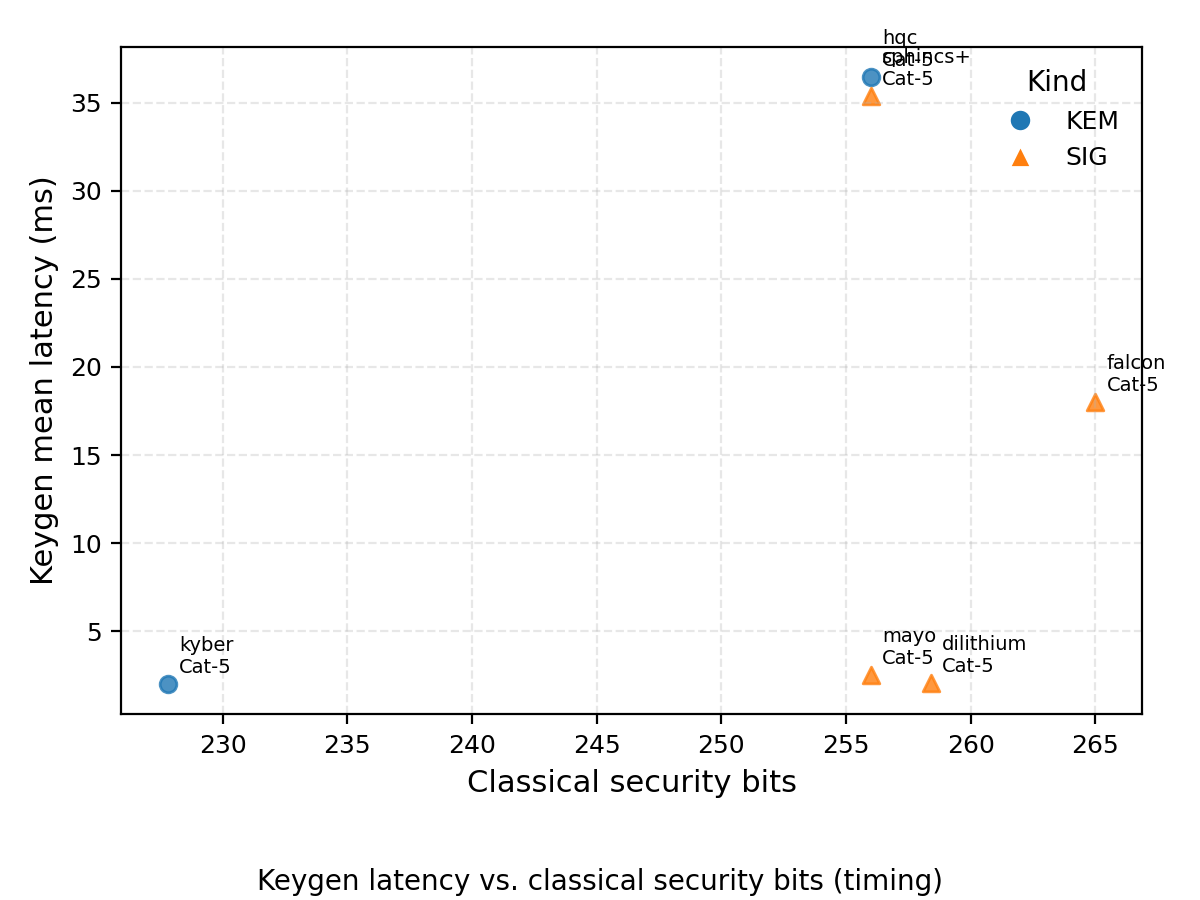 hqc
Cat-5
sphincs+
Cat-5
Kind
KEM
SIG
35
30
25
20
15
10
5
Keygen mean latency (ms)
falcon
Cat-5
kyber
Cat-5
mayo
Cat-5
dilithium
Cat-5
230
235
240
245
250
255
260
265
Classical security bits
Keygen latency vs. classical security bits (timing)